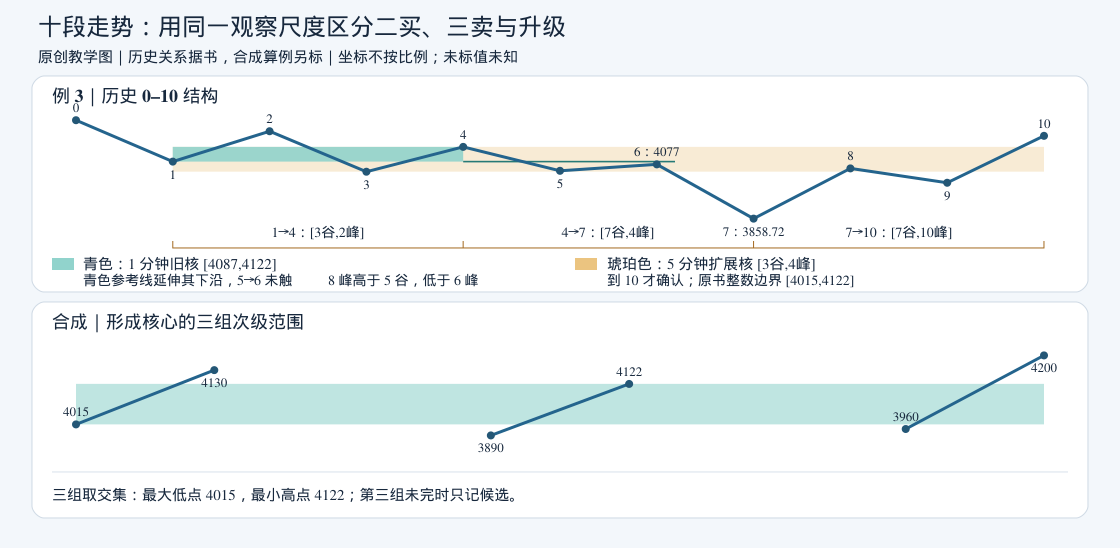 十段走势：用同一观察尺度区分二买、三卖与升级
原创教学图｜历史关系据书，合成算例另标｜坐标不按比例；未标值未知
例 3｜历史 0–10 结构
0
2
4
6：4077
8
10
1
3
5
9
1→4：[3谷,2峰]
4→7：[7谷,4峰]
7：3858.72
7→10：[7谷,10峰]
青色：1 分钟旧核 [4087,4122]
青色参考线延伸其下沿，5→6 未触
8 峰高于 5 谷，低于 6 峰
琥珀色：5 分钟扩展核 [3谷,4峰]
到 10 才确认；原书整数边界 [4015,4122]
合成｜形成核心的三组次级范围
4015
4130
3890
4122
3960
4200
三组取交集：最大低点 4015，最小高点 4122；第三组未完时只记候选。